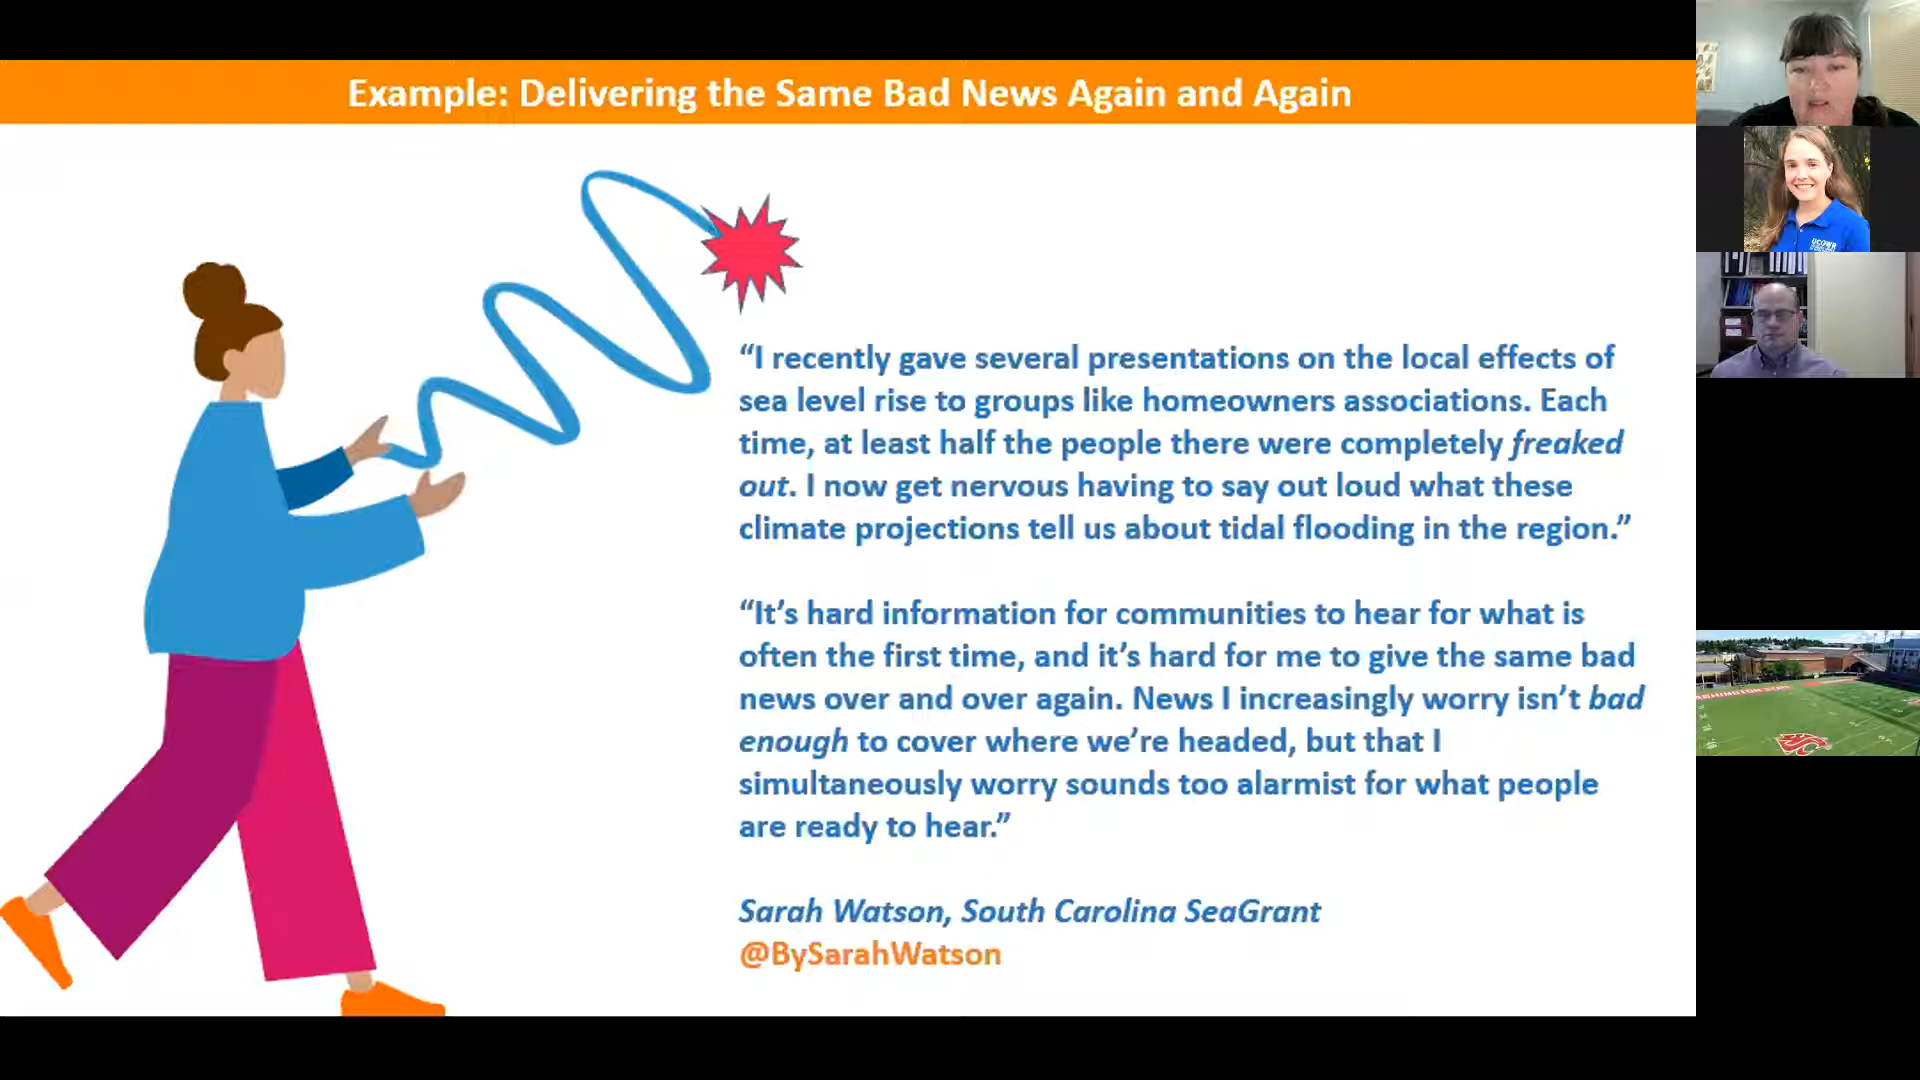 Example: Delivering the Same Bad News Again and Again
“I recently gave several presentations on the local effects of
sea level rise to groups like homeowners associations. Each
time, at least half the people there were completely freaked
out. I now get nervous having to say out loud what these
climate projections tell us about tidal flooding in the region.”
“It’s hard information for communities to hear for what is
often the first time, and it’s hard for me to give the same bad
news over and over again. News I increasingly worry isn’t bad
enough to cover where we’re headed, but that I
simultaneously worry sounds too alarmist for what people
are ready to hear.”
Sarah Watson, South Carolina SeaGrant
@BySarahWatson
UCOWR